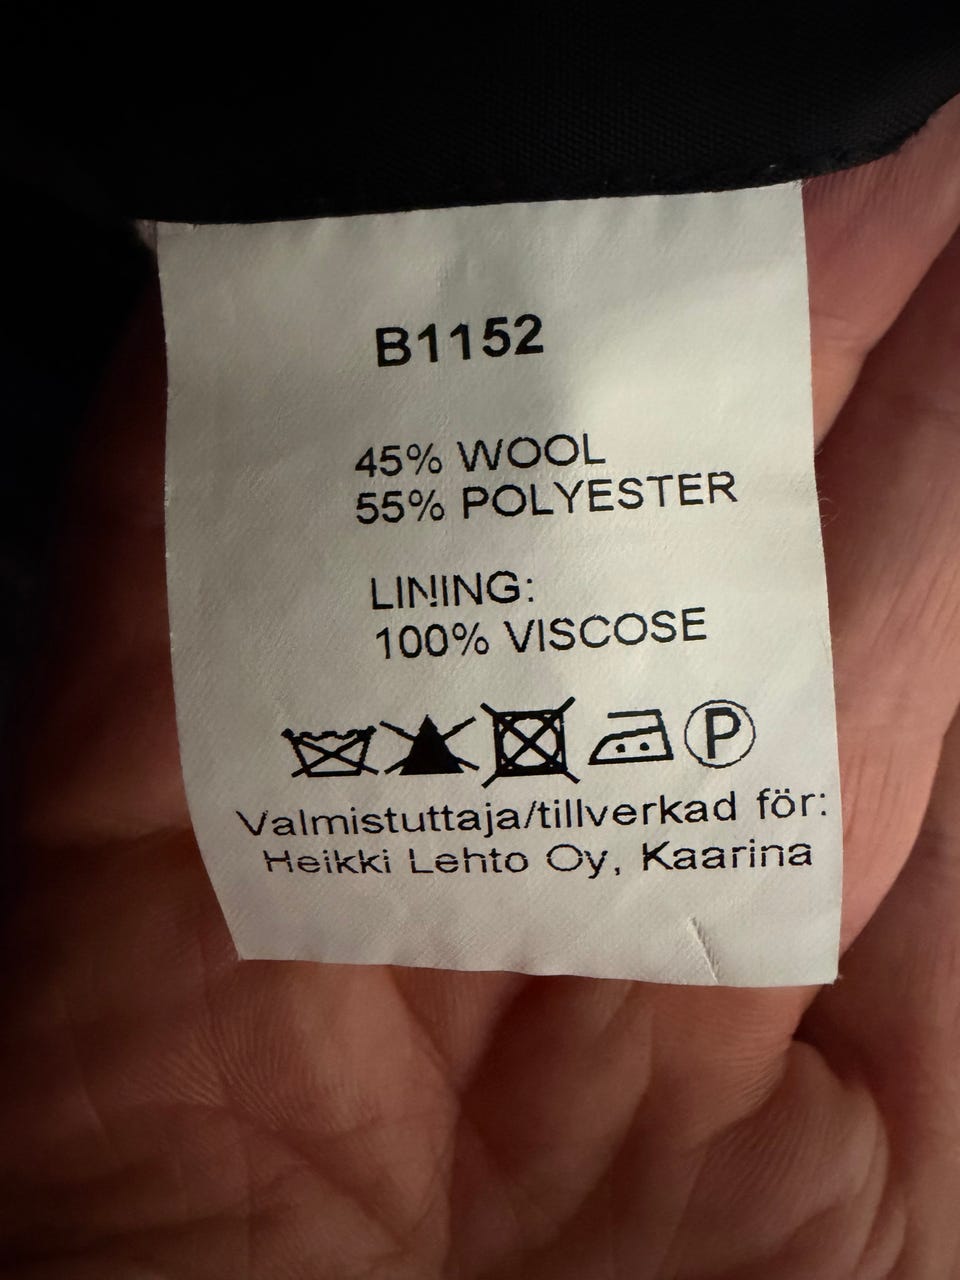 B1152
45% WOOL
55% POLYESTER
LINING:
100% VISCOSE
P
Valmistuttaja/tillverkad för:
Heikki Lehto Oy, Kaarina